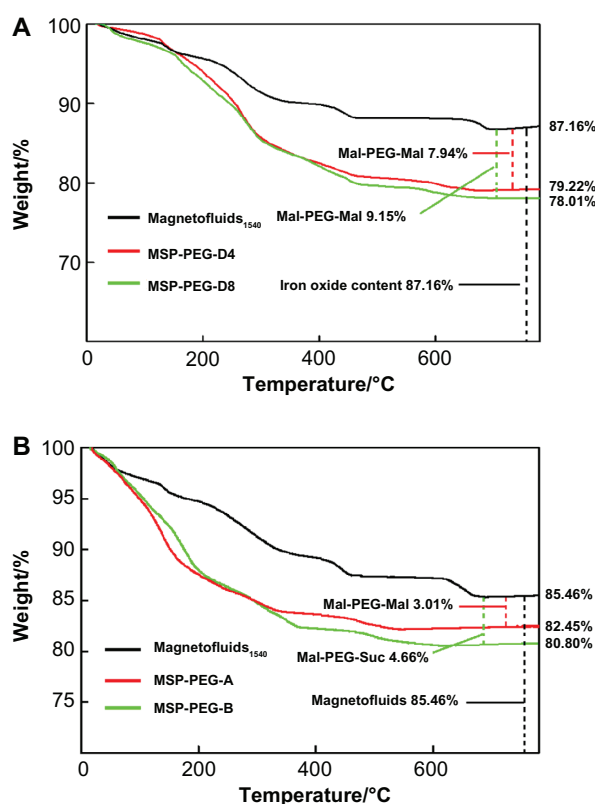 A
100
90
80
70
Weight/%
87.16%
Mal-PEG-Mal 7.94%
79.22%
78.01%
Mal-PEG-Mal 9.15%
Magnetofluids1540
MSP-PEG-D4
MSP-PEG-D8
Iron oxide content 87.16%
0 200 400 600
Temperature/°C
B
100
95
90
85
80
75
Weight/%
85.46%
Mal-PEG-Mal 3.01%
82.45%
80.80%
Mal-PEG-Suc 4.66%
Magnetofluids1540
MSP-PEG-A
MSP-PEG-B
Magnetofluids 85.46%
0 200 400 600
Temperature/°C